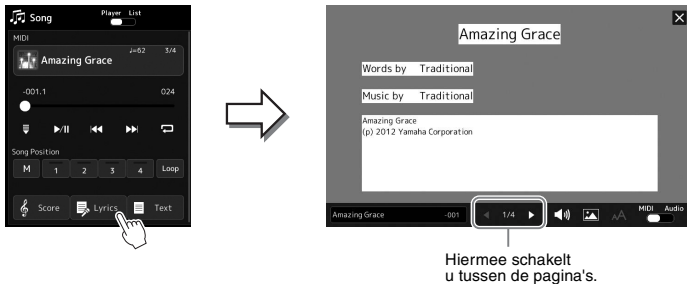 Song
Player List
MIDI
♩=62 3/4
Amazing Grace
-001.1 024
Song Position
M 1 2 3 4 Loop
Score Lyrics Text
Amazing Grace
Words by Traditional
Music by Traditional
Amazing Grace
(p) 2012 Yamaha Corporation
Amazing Grace -001 1/4 AA MIDI Audio
Hiermee schakelt
u tussen de pagina's.